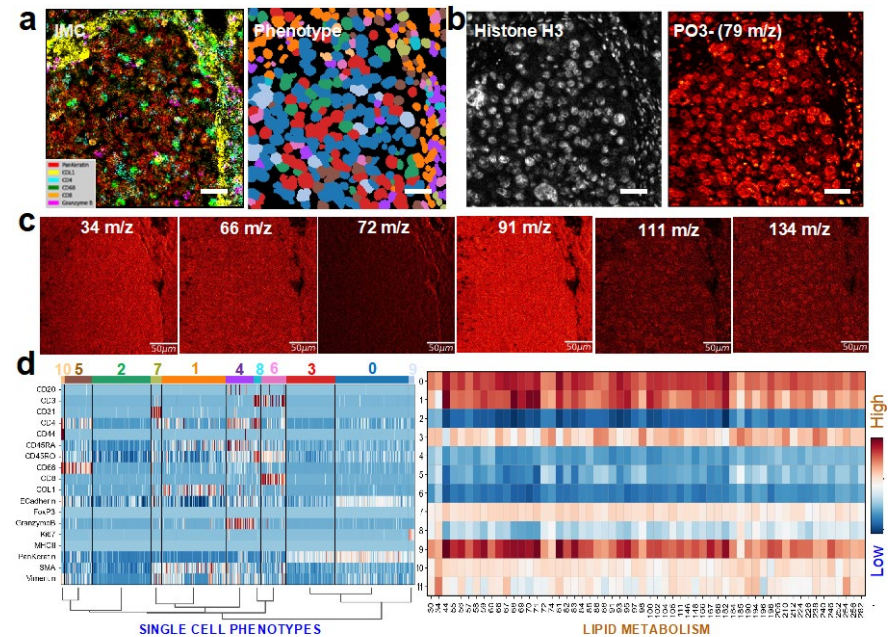 a
IMC
Phenotype
PanKeratin
COL1
CD4
CD68
CD8
Granzyme B
b
Histone H3
PO3- (79 m/z)
c
34 m/z
66 m/z
72 m/z
91 m/z
111 m/z
134 m/z
50μm
50μm
50μm
50μm
50μm
50μm
d
10 5 2 7 1 4 8 6 3 0 9
CD20
CD3
CD31
CD4
CD44
CD45RA
CD45RO
CD68
CD8
COL1
ECadherin
FoxP3
GranzymeB
Ki67
MHCII
PanKeratin
SMA
Vimentin
SINGLE CELL PHENOTYPES
0
1
2
3
4
5
6
7
8
9
10
11
High
Low
LIPID METABOLISM